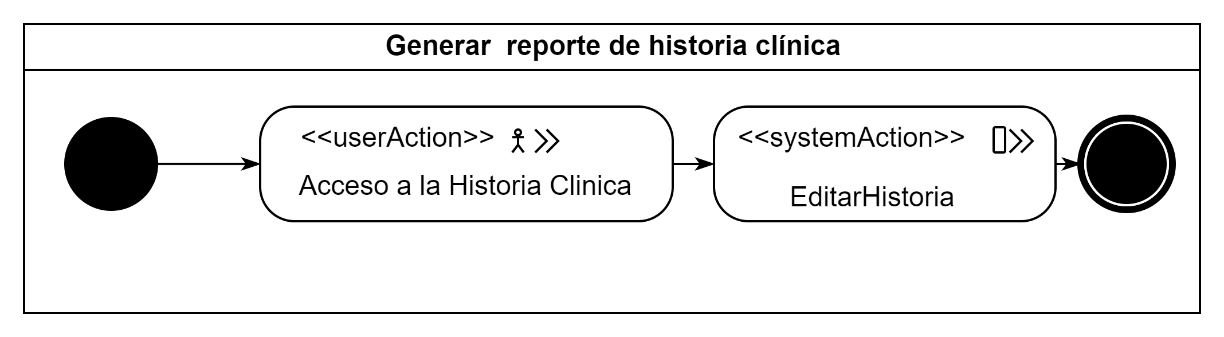 Generar reporte de historia clínica
<<userAction>>
Acceso a la Historia Clinica
<<systemAction>>
EditarHistoria